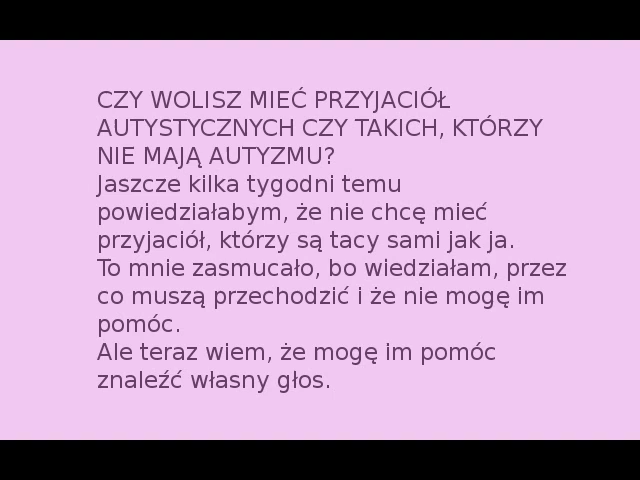 CZY WOLISZ MIEĆ PRZYJACIÓŁ
AUTYSTYCZNYCH CZY TAKICH, KTÓRZY
NIE MAJĄ AUTYZMU?
Jaszcze kilka tygodni temu
powiedziałabym, że nie chcę mieć
przyjaciół, którzy są tacy sami jak ja.
To mnie zasmucało, bo wiedziałam, przez
co muszą przechodzić i że nie mogę im
pomóc.
Ale teraz wiem, że mogę im pomóc
znaleźć własny głos.